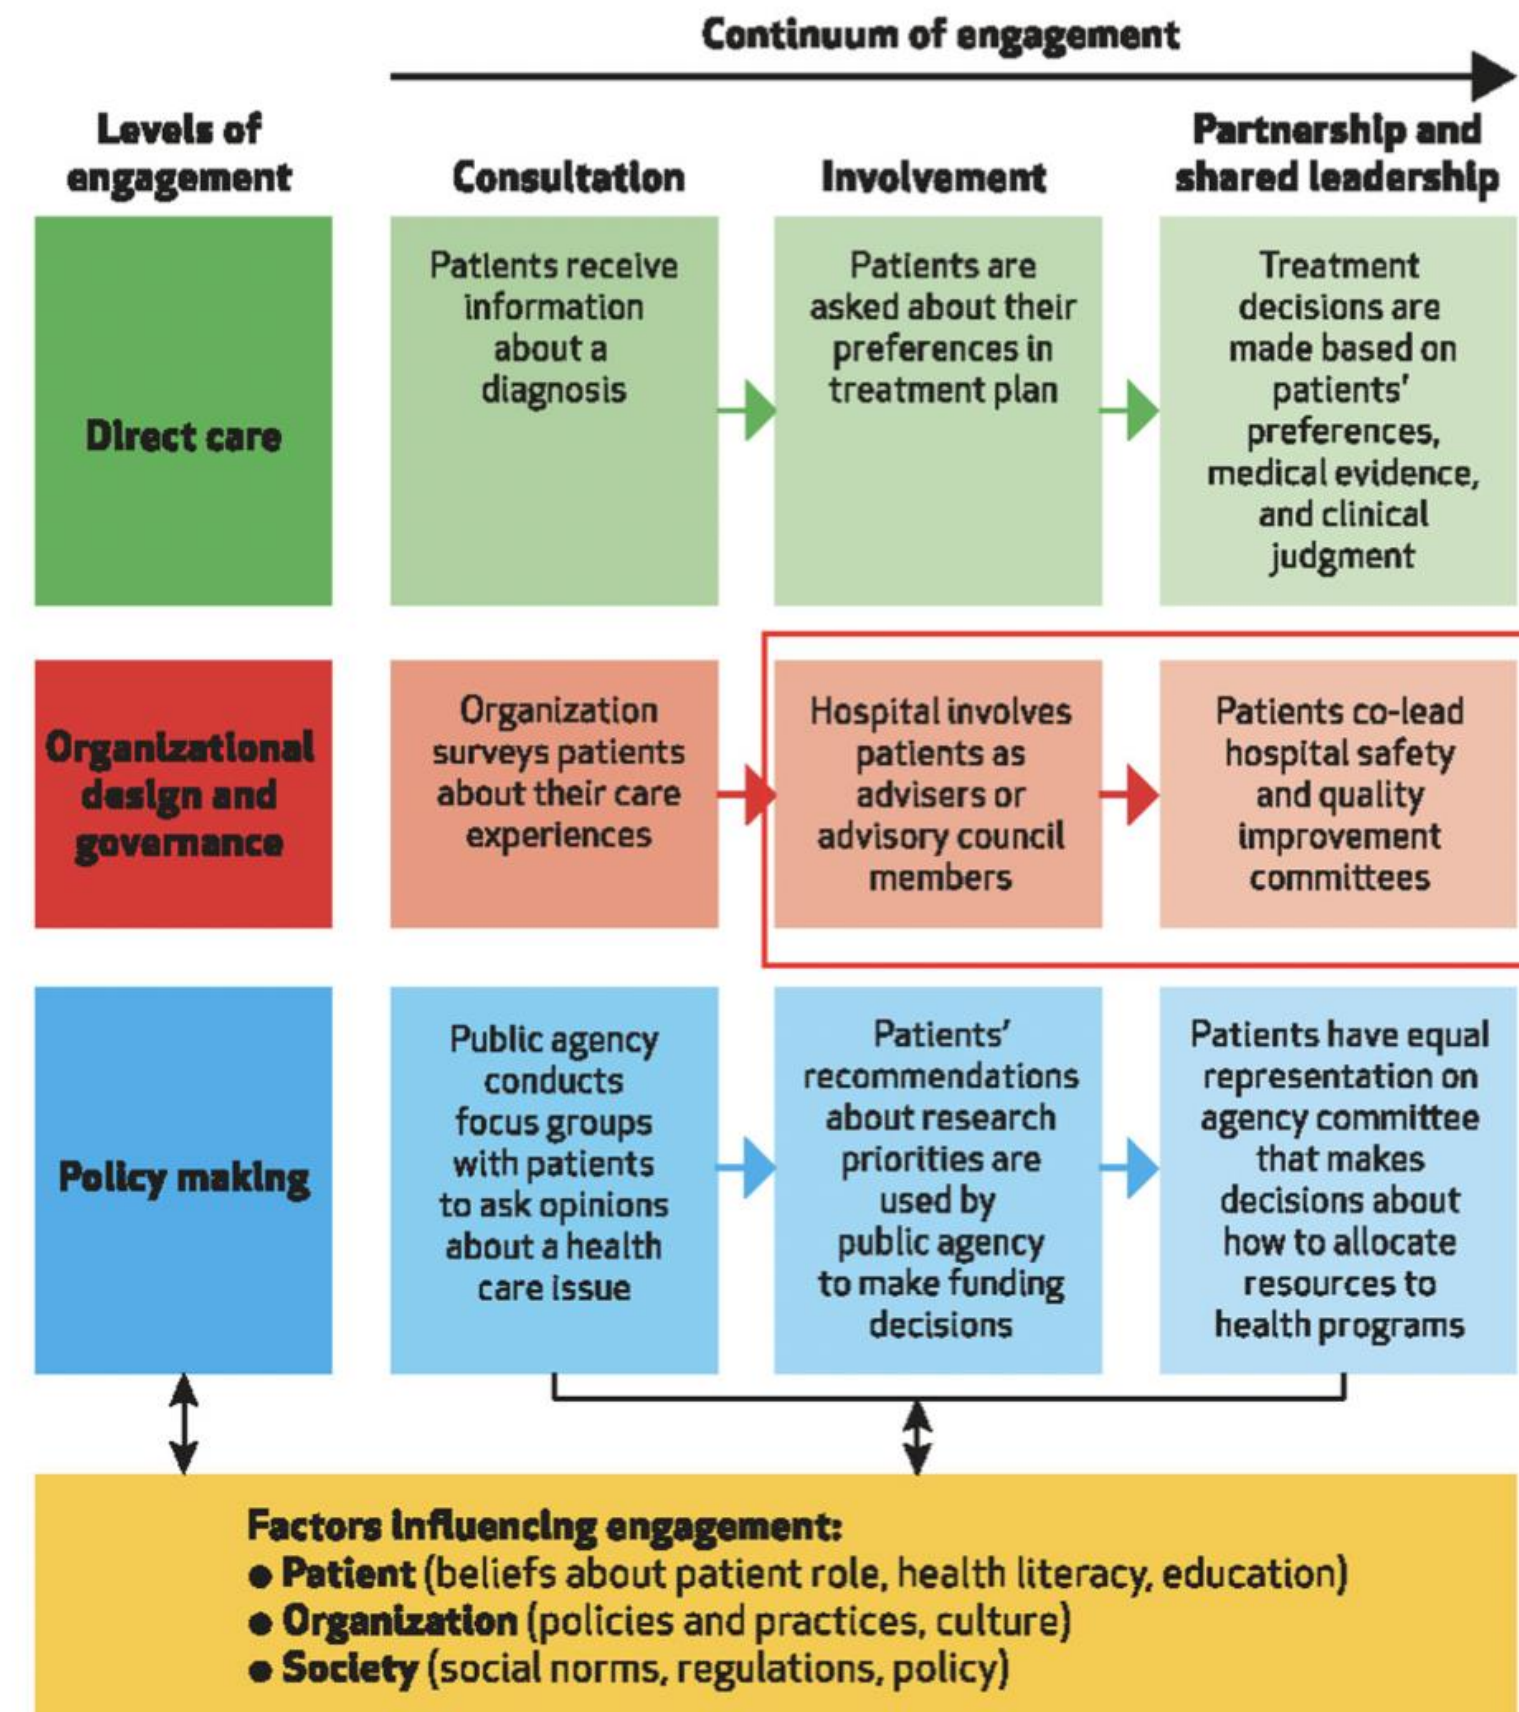 Continuum of engagement
Levels of
engagement
Consultation
Involvement
Partnership and
shared leadership
Direct care
Patients receive
information
about a
diagnosis
Patients are
asked about their
preferences in
treatment plan
Treatment
decisions are
made based on
patients’
preferences,
medical evidence,
and clinical
judgment
Organizational
design and
governance
Organization
surveys patients
about their care
experiences
Hospital involves
patients as
advisers or
advisory council
members
Patients co-lead
hospital safety
and quality
improvement
committees
Policy making
Public agency
conducts
focus groups
with patients
to ask opinions
about a health
care issue
Patients’
recommendations
about research
priorities are
used by
public agency
to make funding
decisions
Patients have equal
representation on
agency committee
that makes
decisions about
how to allocate
resources to
health programs
Factors influencing engagement:
● Patient (beliefs about patient role, health literacy, education)
● Organization (policies and practices, culture)
● Society (social norms, regulations, policy)